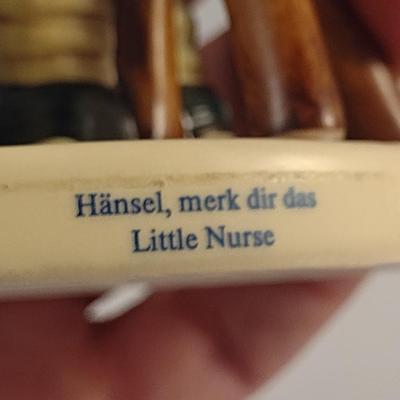 Hänsel, merk dir das
Little Nurse